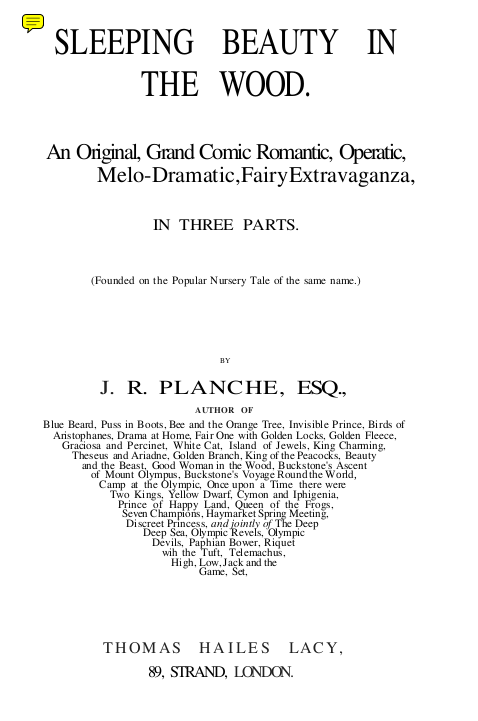 SLEEPING BEAUTY IN
THE WOOD.
An Original, Grand Comic Romantic, Operatic,
Melo-Dramatic,FairyExtravaganza,
IN THREE PARTS.
(Founded on the Popular Nursery Tale of the same name.)
BY
J. R. PLANCHE, ESQ.,
AUTHOR OF
Blue Beard, Puss in Boots, Bee and the Orange Tree, Invisible Prince, Birds of
Aristophanes, Drama at Home, Fair One with Golden Locks, Golden Fleece,
Graciosa and Percinet, White Cat, Island of Jewels, King Charming,
Theseus and Ariadne, Golden Branch, King of the Peacocks, Beauty
and the Beast, Good Woman in the Wood, Buckstone's Ascent
of Mount Olympus, Buckstone's Voyage Round the World,
Camp at the Olympic, Once upon a Time there were
Two Kings, Yellow Dwarf, Cymon and Iphigenia,
Prince of Happy Land, Queen of the Frogs,
Seven Champions, Haymarket Spring Meeting,
Discreet Princess, and jointly of The Deep
Deep Sea, Olympic Revels, Olympic
Devils, Paphian Bower, Riquet
wih the Tuft, Telemachus,
High, Low, Jack and the
Game, Set,
THOMAS HAILES LACY,
89, STRAND, LONDON.